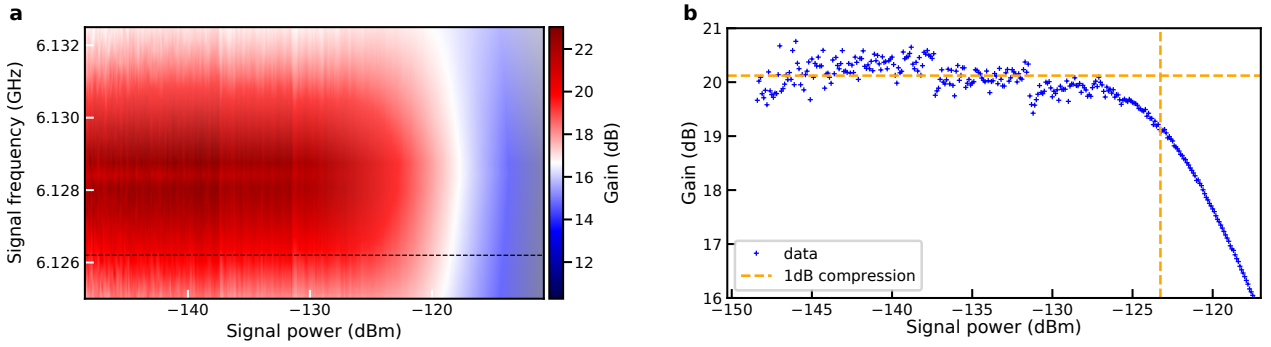 a
6.132
6.130
6.128
6.126
Signal frequency (GHz)
−140
−130
−120
Signal power (dBm)
22
20
18
16
14
12
Gain (dB)
b
21
20
19
18
17
16
Gain (dB)
−150
−145
−140
−135
−130
−125
−120
Signal power (dBm)
data
1dB compression